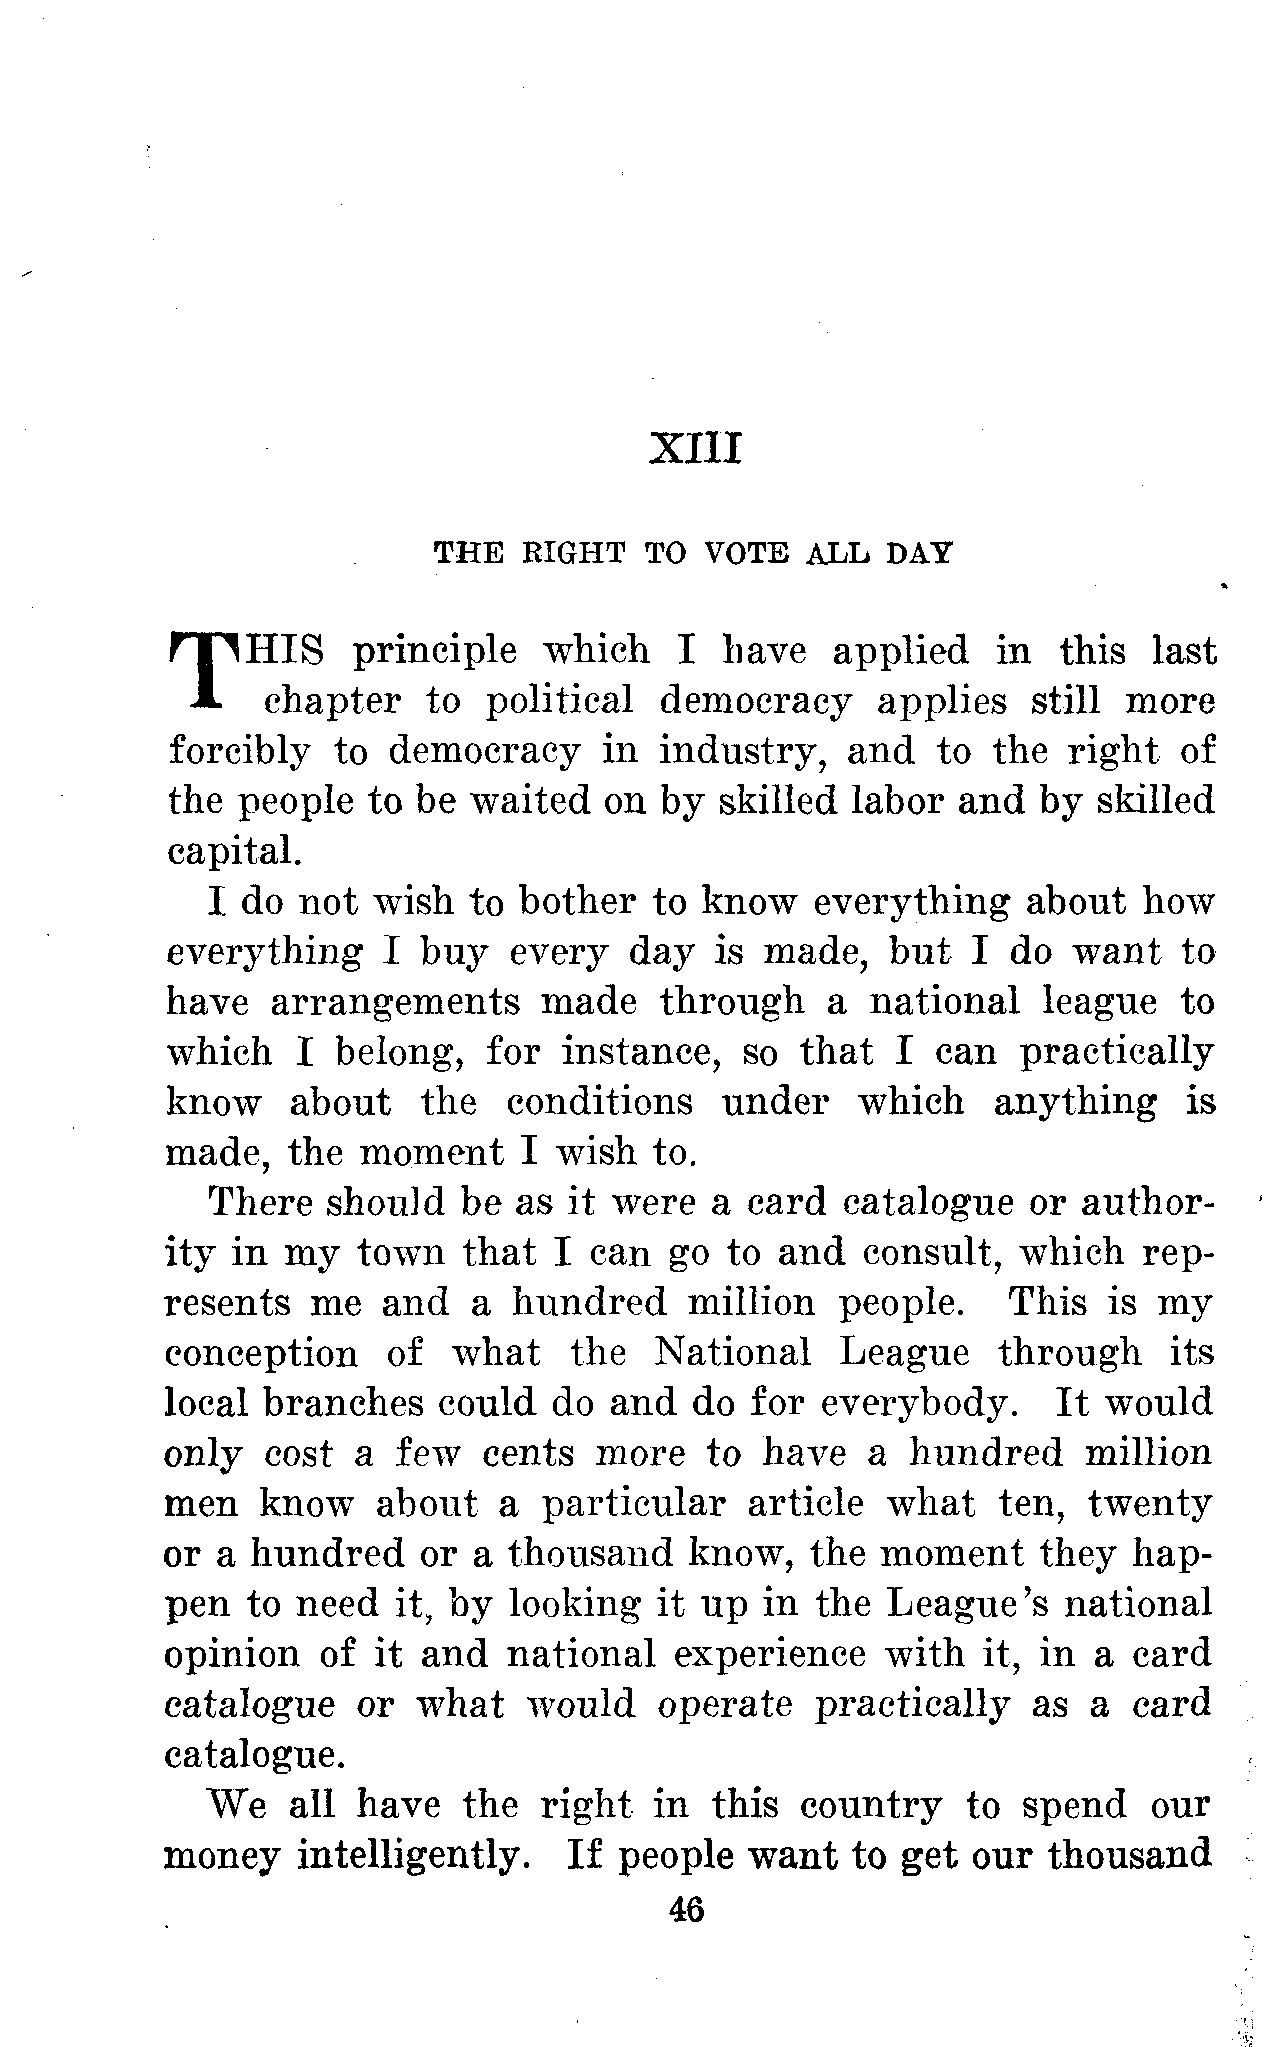 XIII
THE RIGHT TO VOTE ALL DAY
THIS principle which I have applied in this last
chapter to political democracy applies still more
forcibly to democracy in industry, and to the right of
the people to be waited on by skilled labor and by skilled
capital.
I do not wish to bother to know everything about how
everything I buy every day is made, but I do want to
have arrangements made through a national league to
which I belong, for instance, so that I can practically
know about the conditions under which anything is
made, the moment I wish to.
There should be as it were a card catalogue or author-
ity in my town that I can go to and consult, which rep-
resents me and a hundred million people. This is my
conception of what the National League through its
local branches could do and do for everybody. It would
only cost a few cents more to have a hundred million
men know about a particular article what ten, twenty
or a hundred or a thousand know, the moment they hap-
pen to need it, by looking it up in the League's national
opinion of it and national experience with it, in a card
catalogue or what would operate practically as a card
catalogue.
We all have the right in this country to spend our
money intelligently. If people want to get our thousand
46